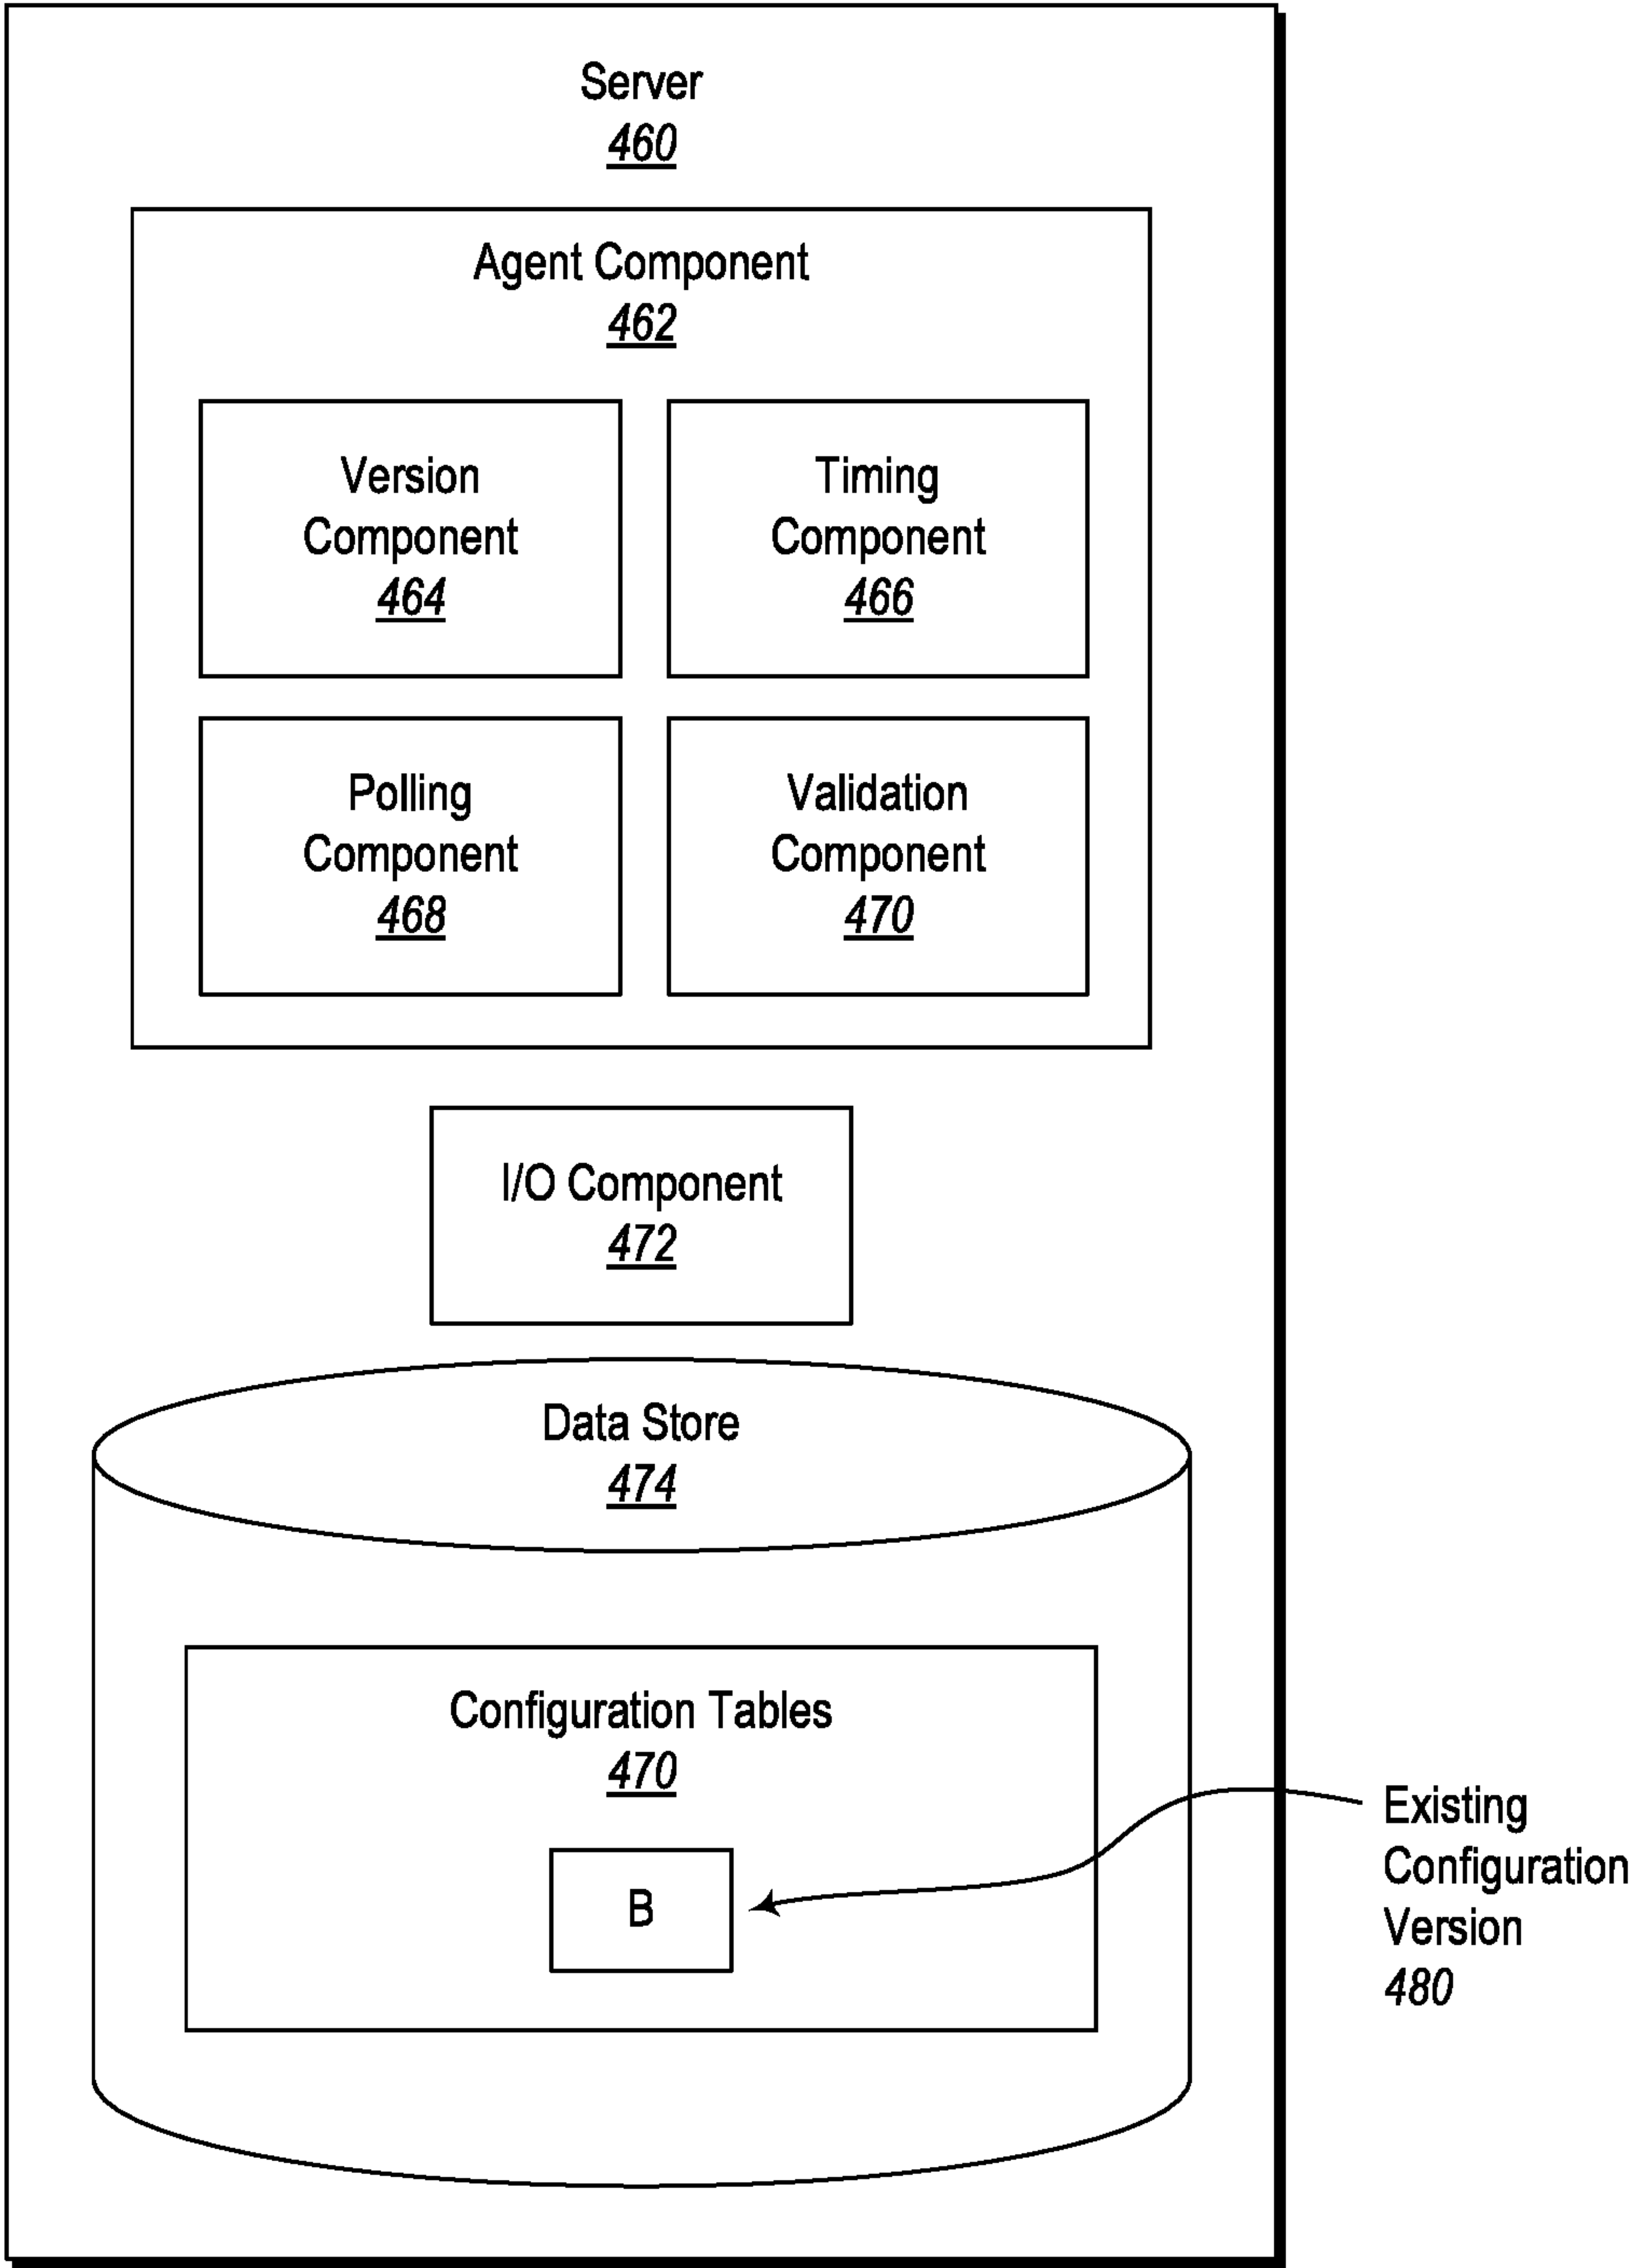 Server
460
Agent Component
462
Version
Component
464
Timing
Component
466
Polling
Component
468
Validation
Component
470
I/O Component
472
Data Store
474
Configuration Tables
470
B
Existing
Configuration
Version
480